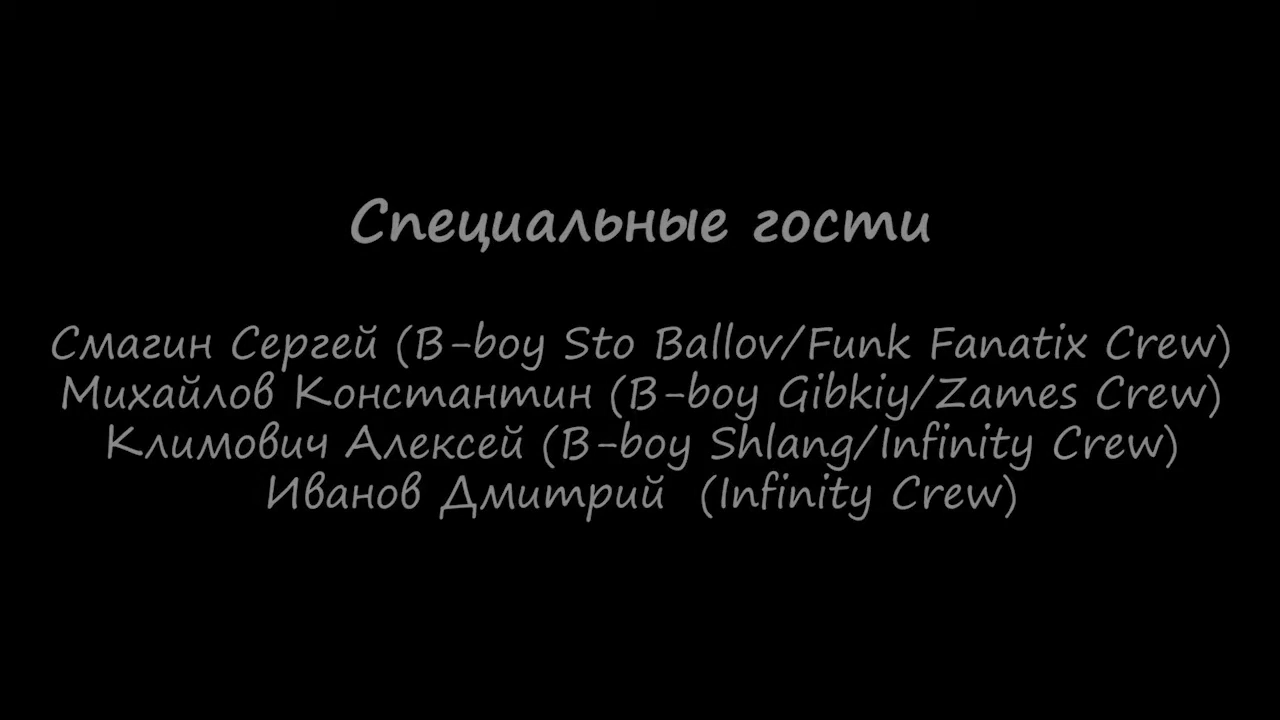 Специальные гости
Смагин Сергей (B-boy Sto Ballov/Funk Fanatix Crew)
Михайлов Константин (B-boy Gibkiy/Zames Crew)
Климович Алексей (B-boy Shlang/Infinity Crew)
Иванов Дмитрий  (Infinity Crew)